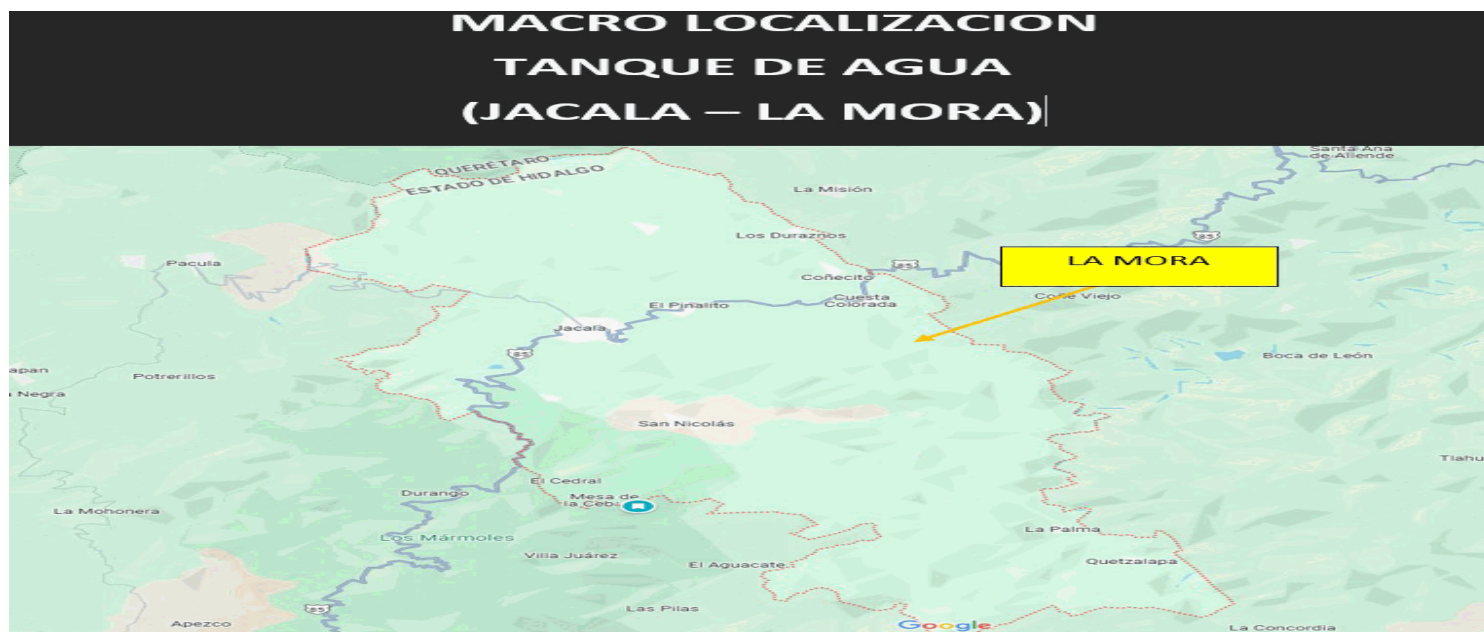 MACRO LOCALIZACION
TANQUE DE AGUA
(JACALA – LA MORA)
Santa Ana
de Allende
QUERÉTARO
ESTADO DE HIDALGO
La Misión
Los Duraznos
85
Pacula
85
LA MORA
Coñecito
Cuesta
Colorada
Coñe Viejo
El Pinalito
Jacala
85
Boca de León
apan
Potrerillos
Negra
San Nicolás
Tlahu
El Cedral
Durango
Mesa de
la Ceb
La Mohonera
La Palma
Los Mármoles
Villa Juárez
El Aguacate
Quetzalapa
85
Las Pilas
Apezco
Google
La Concordia